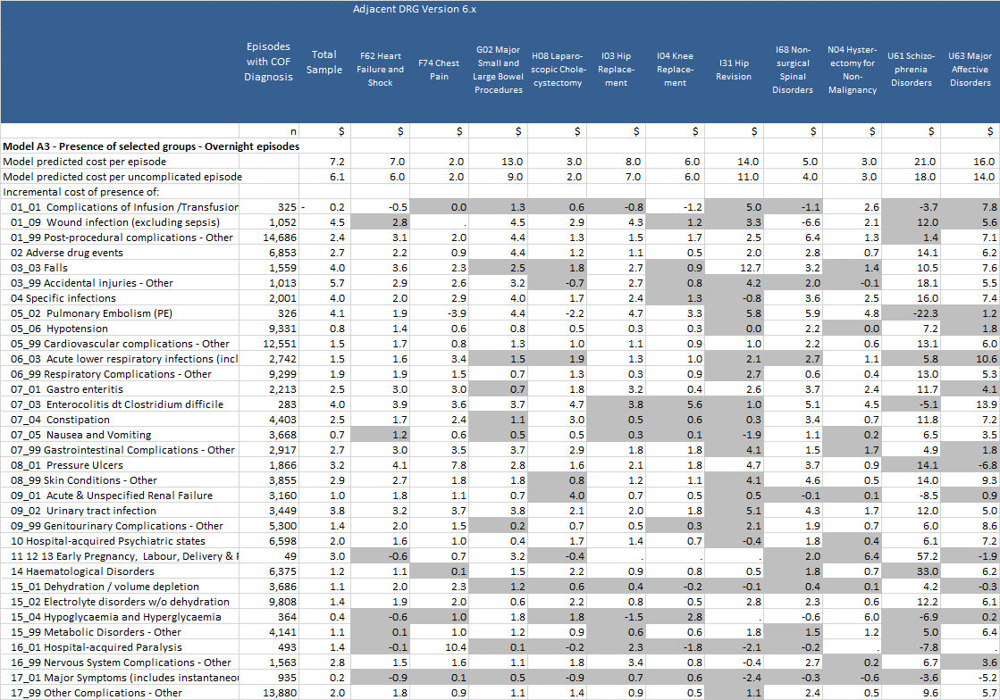 Adjacent DRG Version 6.x
Episodes with COF Diagnosis Total Sample F62 Heart Failure and Shock F74 Chest Pain G02 Major Small and Large Bowel Procedures H08 Laparo-scopic Chole-cystectomy I03 Hip Replace-ment I04 Knee Replace-ment I31 Hip Revision I68 Non-surgical Spinal Disorders N04 Hyster-ectomy for Non-Malignancy U61 Schizo-phrenia Disorders U63 Major Affective Disorders
n $ $ $ $ $ $ $ $ $ $ $ $
Model A3 - Presence of selected groups - Overnight episodes
Model predicted cost per episode 7.2 7.0 2.0 13.0 3.0 8.0 6.0 14.0 5.0 3.0 21.0 16.0
Model predicted cost per uncomplicated episode 6.1 6.0 2.0 9.0 2.0 7.0 6.0 11.0 4.0 3.0 18.0 14.0
Incremental cost of presence of:
01_01 Complications of Infusion /Transfusion 325 - 0.2 -0.5 0.0 1.3 0.6 -0.8 -1.2 5.0 -1.1 2.6 -3.7 7.8
01_09 Wound infection (excluding sepsis) 1,052 4.5 2.8 . 4.5 2.9 4.3 1.2 3.3 -6.6 2.1 12.0 5.6
01_99 Post-procedural complications - Other 14,686 2.4 3.1 2.0 4.4 1.3 1.5 1.7 2.5 6.4 1.3 1.4 7.1
02 Adverse drug events 6,853 2.7 2.2 0.9 4.4 1.2 1.1 0.5 2.0 2.8 0.7 14.1 6.2
03_03 Falls 1,559 4.0 3.6 2.3 2.5 1.8 2.7 0.9 12.7 3.2 1.4 10.5 7.6
03_99 Accidental injuries - Other 1,013 5.7 2.9 2.6 3.2 -0.7 2.7 0.8 4.2 2.0 -0.1 18.1 5.5
04 Specific infections 2,001 4.0 2.0 2.9 4.0 1.7 2.4 1.3 -0.8 3.6 2.5 16.0 7.4
05_02 Pulmonary Embolism (PE) 326 4.1 1.9 -3.9 4.4 -2.2 4.7 3.3 5.8 5.9 4.8 -22.3 1.2
05_06 Hypotension 9,331 0.8 1.4 0.6 0.8 0.5 0.3 0.3 0.0 2.2 0.0 7.2 1.8
05_99 Cardiovascular complications - Other 12,551 1.5 1.7 0.8 1.3 1.0 1.1 0.9 1.0 2.2 0.6 13.1 6.0
06_03 Acute lower respiratory infections (incl 2,742 1.5 1.6 3.4 1.5 1.9 1.3 1.0 2.1 2.7 1.1 5.8 10.6
06_99 Respiratory Complications - Other 9,299 1.9 1.9 1.5 0.7 1.3 0.3 0.9 2.7 0.6 0.4 13.0 5.3
07_01 Gastro enteritis 2,213 2.5 3.0 3.0 0.7 1.8 3.2 0.4 2.6 3.7 2.4 11.7 4.1
07_03 Enterocolitis dt Clostridium difficile 283 4.0 3.9 3.6 3.7 4.7 3.8 5.6 1.0 5.1 4.5 -5.1 13.9
07_04 Constipation 4,403 2.5 1.7 2.4 1.1 3.0 0.5 0.6 0.3 3.4 0.7 11.8 7.2
07_05 Nausea and Vomiting 3,668 0.7 1.2 0.6 0.5 0.5 0.3 0.1 -1.9 1.1 0.2 6.5 3.5
07_99 Gastrointestinal Complications - Other 2,917 2.7 3.0 3.5 3.7 2.9 1.8 1.8 4.1 1.5 1.7 4.9 1.8
08_01 Pressure Ulcers 1,866 3.2 4.1 7.8 2.8 1.6 2.1 1.8 4.7 3.7 0.9 14.1 -6.8
08_99 Skin Conditions - Other 3,855 2.9 2.7 1.8 1.8 0.8 1.2 1.1 4.1 4.6 0.5 14.0 9.3
09_01 Acute & Unspecified Renal Failure 3,160 1.0 1.8 1.1 0.7 4.0 0.7 0.5 0.5 -0.1 0.1 -8.5 0.9
09_02 Urinary tract infection 3,449 3.8 3.2 3.7 3.8 2.1 2.0 1.8 5.1 4.3 1.7 12.0 5.0
09_99 Genitourinary Complications - Other 5,300 1.4 2.0 1.5 0.2 0.7 0.5 0.3 2.1 1.9 0.7 6.0 8.6
10 Hospital-acquired Psychiatric states 6,598 2.0 1.6 1.0 0.4 1.7 1.4 0.7 -0.4 1.8 0.4 6.1 7.2
11 12 13 Early Pregnancy, Labour, Delivery & F 49 3.0 -0.6 0.7 3.2 -0.4 . . . 2.0 6.4 57.2 -1.9
14 Haematological Disorders 6,375 1.2 1.1 0.1 1.5 2.2 0.9 0.8 0.5 1.8 0.7 33.0 6.2
15_01 Dehydration / volume depletion 3,686 1.1 2.0 2.3 1.2 0.6 0.4 -0.2 -0.1 0.4 0.1 4.2 -0.3
15_02 Electrolyte disorders w/o dehydration 9,808 1.4 1.9 2.0 0.6 2.2 0.8 0.5 2.8 2.3 0.6 12.2 6.1
15_04 Hypoglycaemia and Hyperglycaemia 364 0.4 -0.6 1.0 1.8 1.8 -1.5 2.8 . -0.6 6.0 -6.9 0.2
15_99 Metabolic Disorders - Other 4,141 1.1 0.1 1.0 1.2 0.9 0.6 0.6 1.8 1.5 1.2 5.0 6.4
16_01 Hospital-acquired Paralysis 493 1.4 -0.1 10.4 0.1 -0.2 2.3 -1.8 -2.1 -0.2 . -7.8 .
16_99 Nervous System Complications - Other 1,563 2.8 1.5 1.6 1.1 1.8 3.4 0.8 -0.4 2.7 0.2 6.7 3.6
17_01 Major Symptoms (includes instantaneou 935 0.2 -0.9 0.1 0.5 -0.9 0.7 0.6 -2.4 -0.3 -0.6 -3.6 -5.2
17_99 Other Complications - Other 13,880 2.0 1.8 0.9 1.1 1.4 0.9 0.5 1.1 2.4 0.5 9.6 5.7